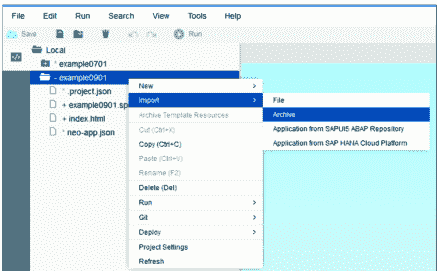 File Edit Run Search View Tools Help
Save Run
Local
example0701
- example0901
* .project.json
+ example0901.sp
+ index.html
* neo-app.json
New
Import
Archive Template Resources
Cut (Ctrl+X)
Copy (Ctrl+C)
Paste (Ctrl+V)
Rename (F2)
Delete (Del)
Run
Git
Deploy
Project Settings
Refresh
File
Archive
Application from SAPUI5 ABAP Repository
Application from SAP HANA Cloud Platform